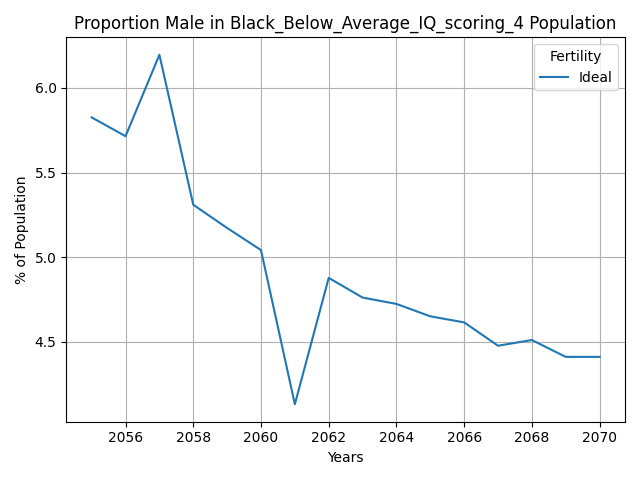 Proportion Male in Black_Below_Average_IQ_scoring_4 Population
Fertility
Ideal
% of Population
6.0
5.5
5.0
4.5
2056 2058 2060 2062 2064 2066 2068 2070
Years